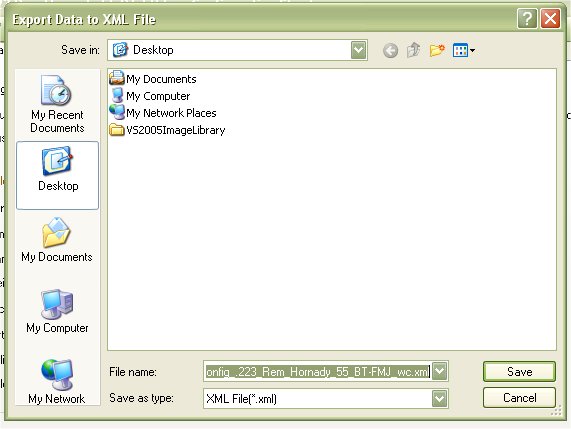 Export Data to XML File
Save in:
Desktop
My Recent
Documents
Desktop
My Documents
My Computer
My Network
My Documents
My Computer
My Network Places
VS2005ImageLibrary
File name:
onfig_.223_Rem_Hornady_55_BT-FMJ_wc.xml
Save
Save as type:
XML File(*.xml)
Cancel